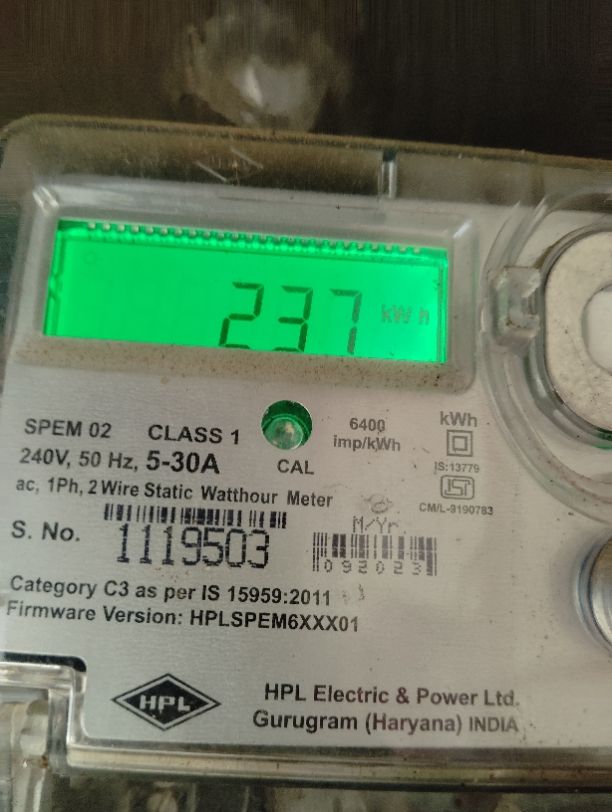 237 kWh
SPEM 02 CLASS 1
240V, 50 Hz, 5-30A
CAL
6400
imp/kWh
kWh
IS:13779
ISI
CM/L-9190783
ac, 1Ph, 2 Wire Static Watthour Meter
S. No. 1119503
M/Yr
092023
Category C3 as per IS 15959:2011
Firmware Version: HPLSPEM6XXX01
HPL
HPL Electric & Power Ltd.
Gurugram (Haryana) INDIA